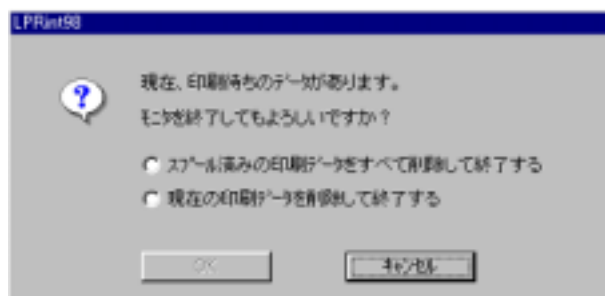 LPRint98
現在、印刷待ちのﾃﾞｰﾀがあります。
ﾓﾆﾀを終了してもよろしいですか？
ｽﾌﾟｰﾙ済みの印刷ﾃﾞｰﾀをすべて削除して終了する
現在の印刷ﾃﾞｰﾀを削除して終了する
OK
ｷｬﾝｾﾙ